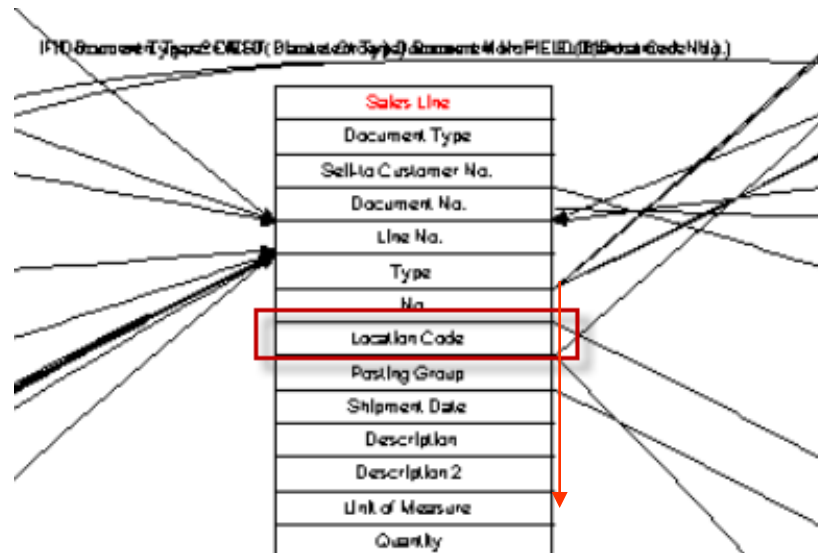 Sales Line
Document Type
Sell-to Customer No.
Document No.
Line No.
Type
No.
Location Code
Posting Group
Shipment Date
Description
Description 2
Unit of Measure
Quantity